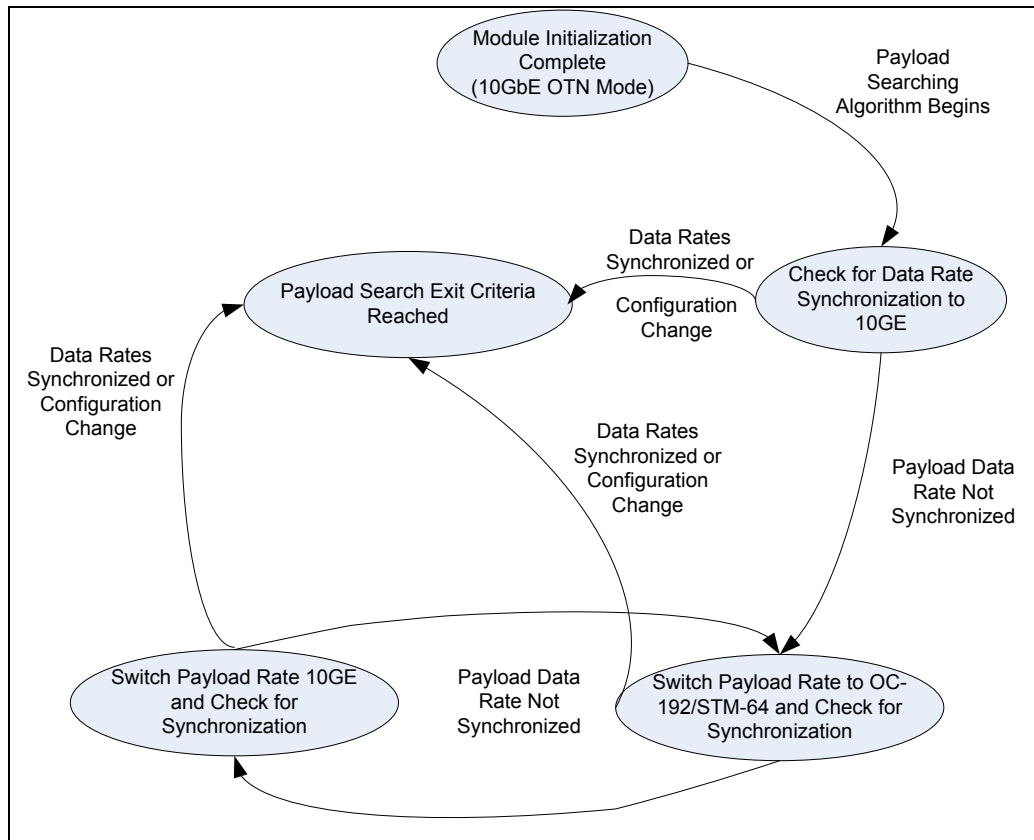 Module Initialization
Complete
(10GbE OTN Mode)
Payload
Searching
Algorithm Begins
Data Rates
Synchronized or
Configuration
Change
Check for Data Rate
Synchronization to
10GE
Payload Search Exit Criteria
Reached
Data Rates
Synchronized or
Configuration
Change
Data Rates
Synchronized or
Configuration
Change
Payload Data
Rate Not
Synchronized
Switch Payload Rate 10GE
and Check for
Synchronization
Payload Data
Rate Not
Synchronized
Switch Payload Rate to OC-
192/STM-64 and Check for
Synchronization